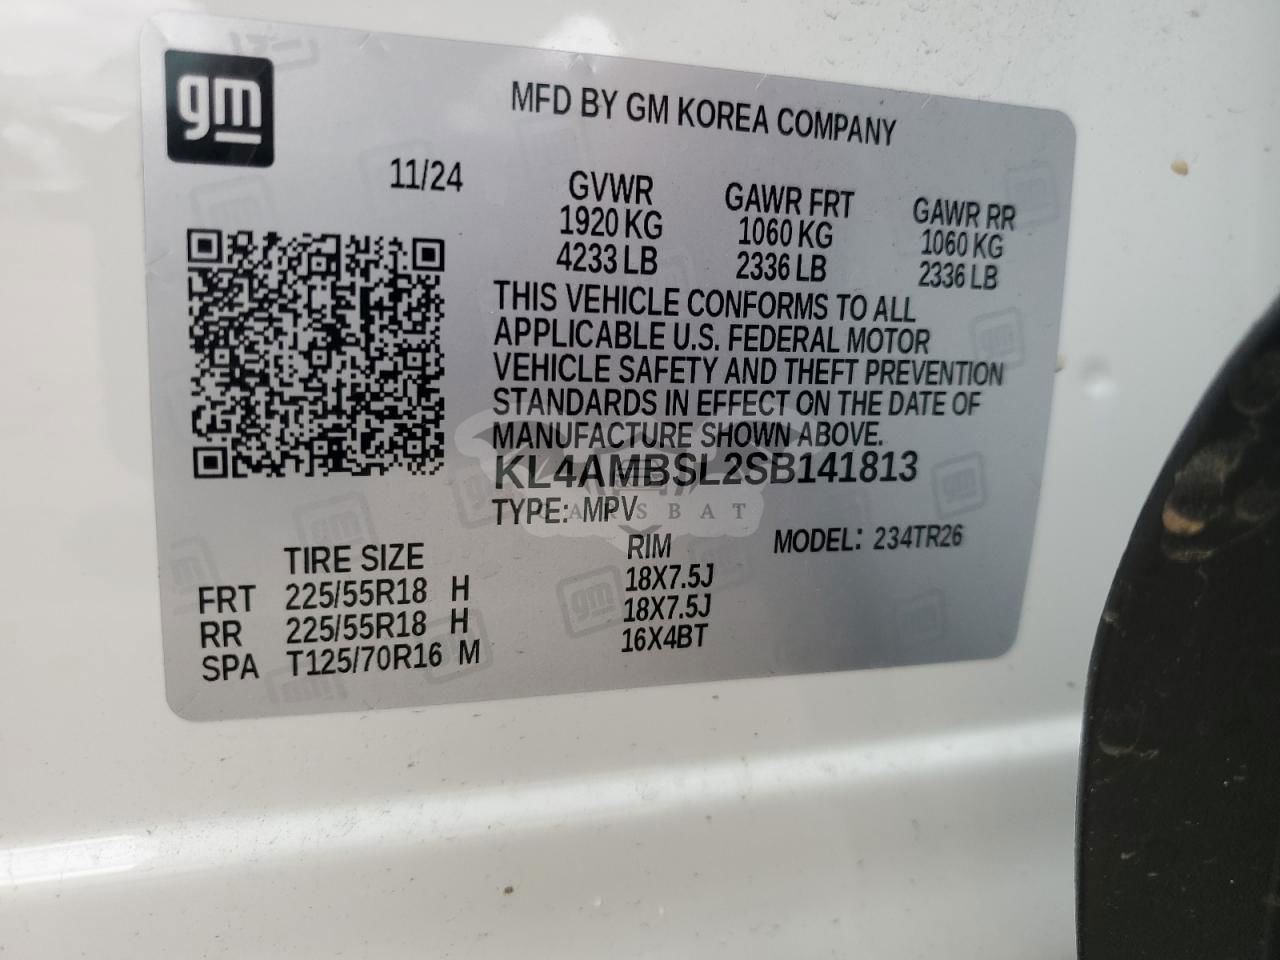 gm
MFD BY GM KOREA COMPANY
11/24
GVWR GAWR FRT GAWR RR
1920 KG 1060 KG 1060 KG
4233 LB 2336 LB 2336 LB
THIS VEHICLE CONFORMS TO ALL
APPLICABLE U.S. FEDERAL MOTOR
VEHICLE SAFETY AND THEFT PREVENTION
STANDARDS IN EFFECT ON THE DATE OF
MANUFACTURE SHOWN ABOVE.
KL4AMBSL2SB141813
TYPE: MPV
CARSBAT
MODEL: 234TR26
TIRE SIZE RIM
FRT 225/55R18 H 18X7.5J
RR 225/55R18 H 18X7.5J
SPA T125/70R16 M 16X4BT